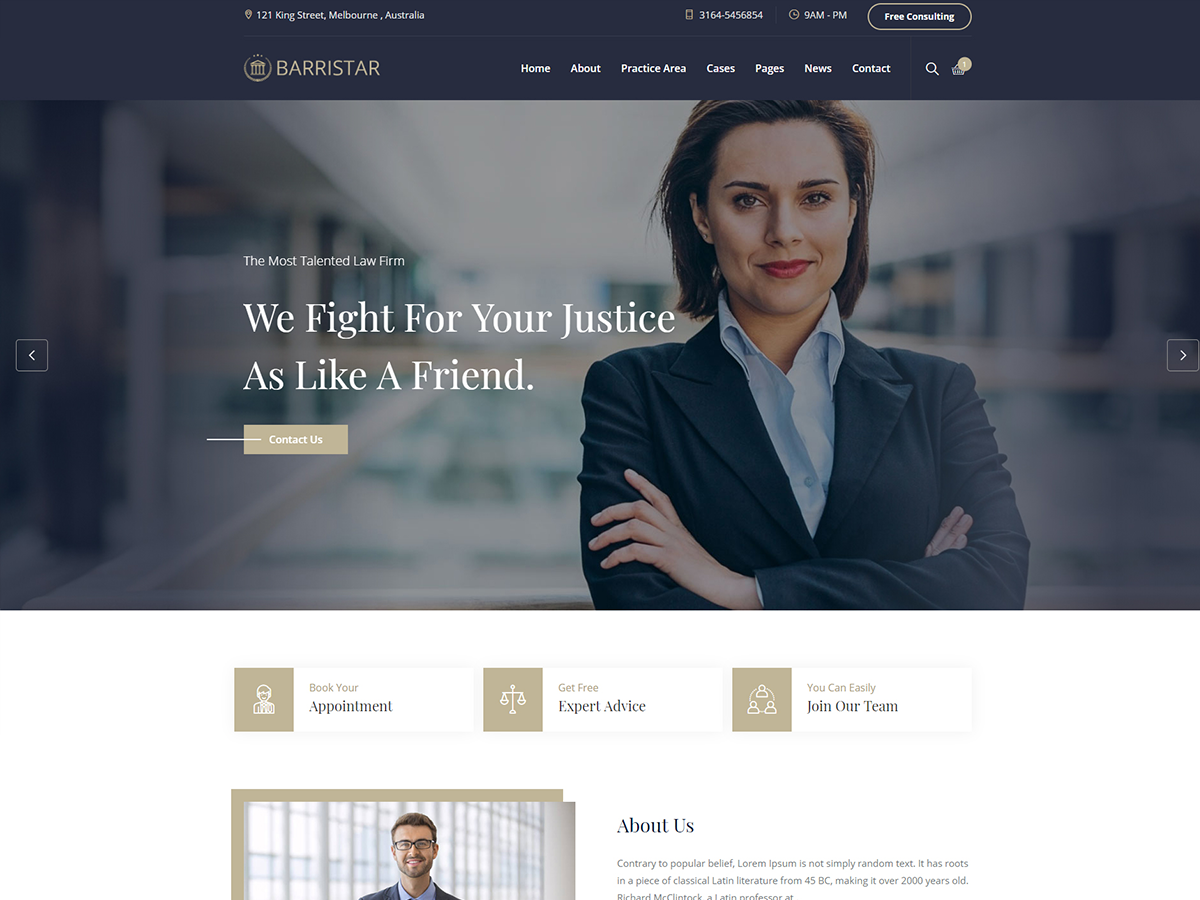 121 King Street, Melbourne , Australia
3164-5456854
9AM - PM
Free Consulting
BARRISTAR
Home
About
Practice Area
Cases
Pages
News
Contact
1
The Most Talented Law Firm
We Fight For Your Justice
As Like A Friend.
Contact Us
Book Your
Appointment
Get Free
Expert Advice
You Can Easily
Join Our Team
About Us
Contrary to popular belief, Lorem Ipsum is not simply random text. It has roots
in a piece of classical Latin literature from 45 BC, making it over 2000 years old.
Richard McClintock, a Latin professor at